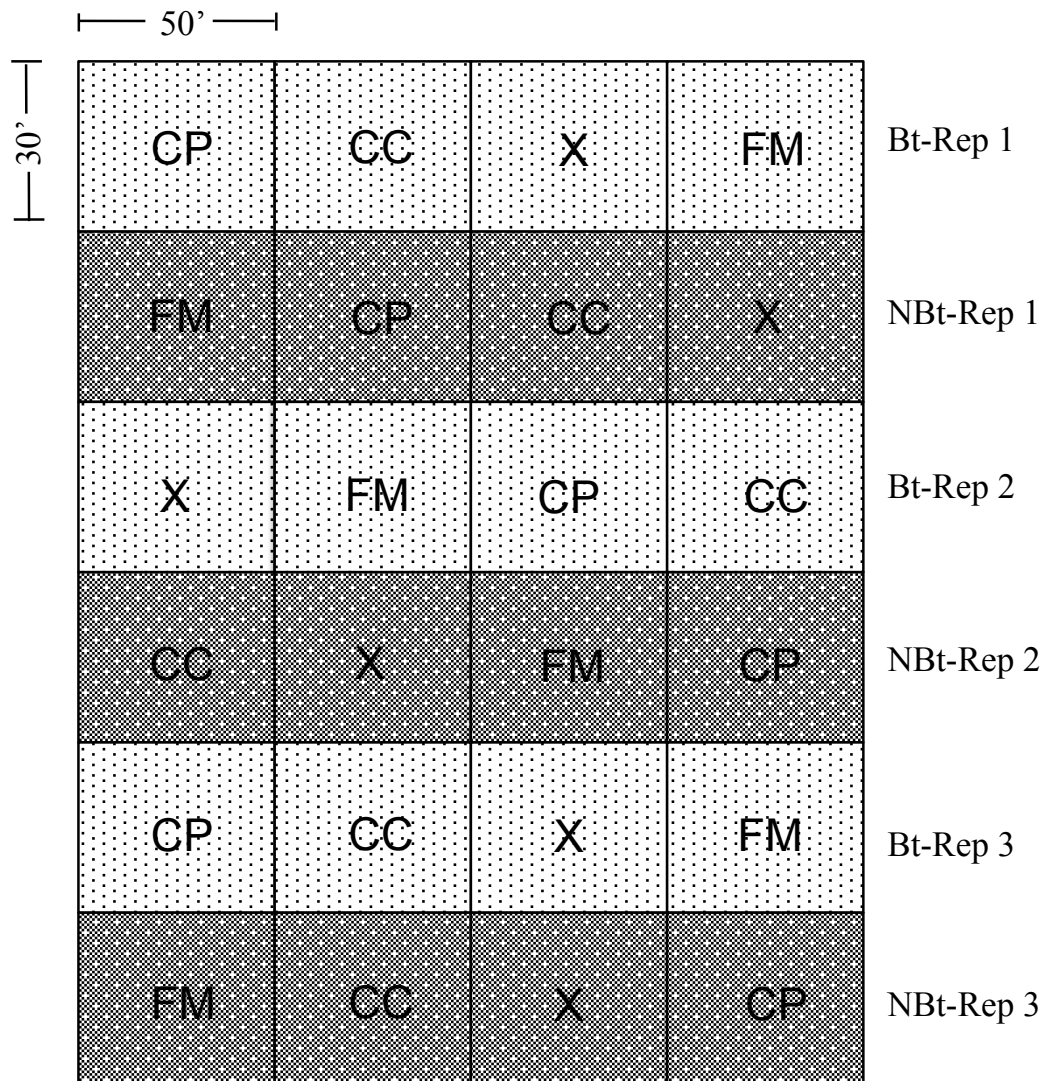 50’
30’
CP CC X FM Bt-Rep 1
FM CP CC X NBt-Rep 1
X FM CP CC Bt-Rep 2
CC X FM CP NBt-Rep 2
CP CC X FM Bt-Rep 3
FM CC X CP NBt-Rep 3